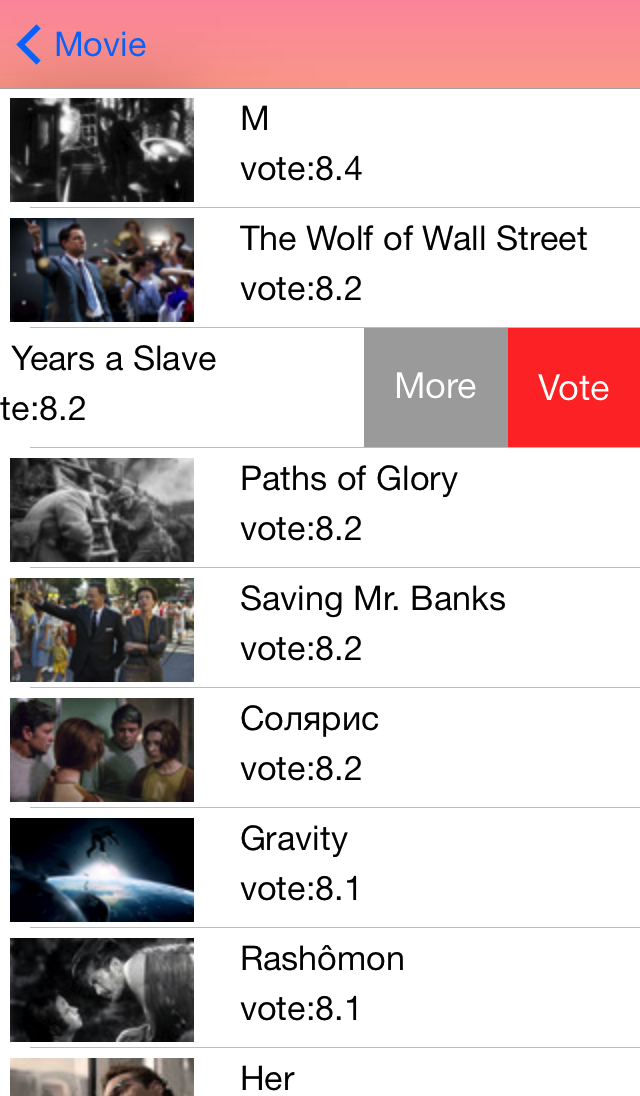 Movie
M
vote:8.4
The Wolf of Wall Street
vote:8.2
Years a Slave
te:8.2
More
Vote
Paths of Glory
vote:8.2
Saving Mr. Banks
vote:8.2
Солярис
vote:8.2
Gravity
vote:8.1
Rashômon
vote:8.1
Her